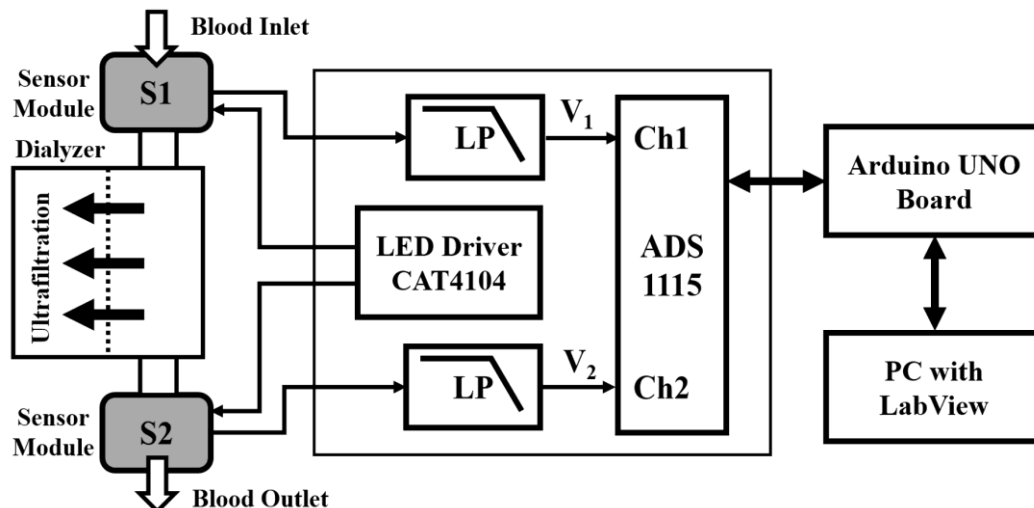 Blood Inlet
Sensor
Module
S1
Dialyzer
Ultrafiltration
LP
V1
Ch1
LED Driver
CAT4104
ADS
1115
Arduino UNO
Board
LP
V2
Ch2
PC with
LabView
Sensor
Module
S2
Blood Outlet